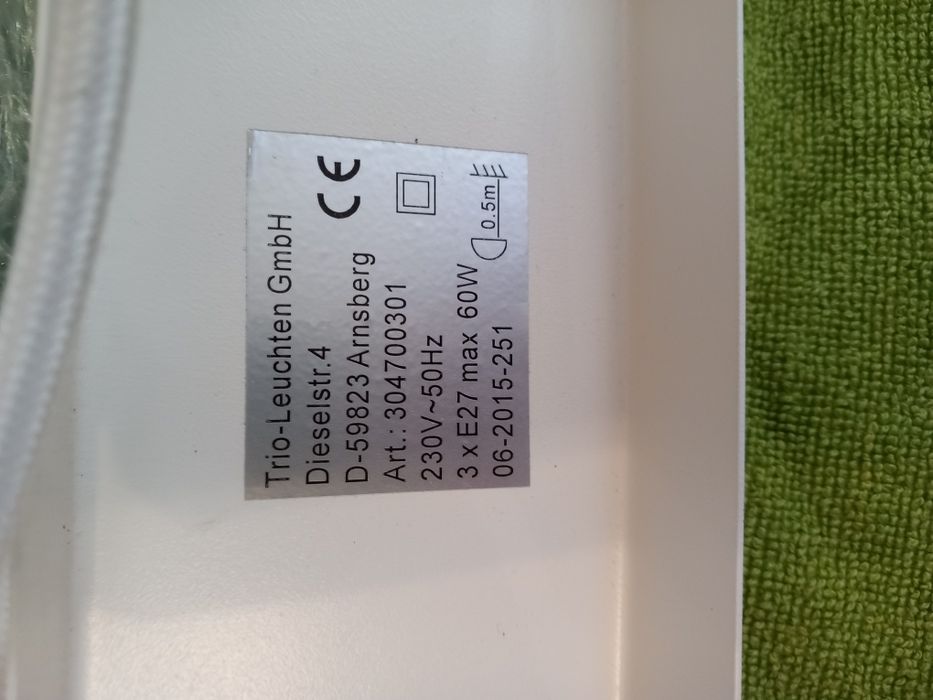 Trio-Leuchten GmbH
Dieselstr.4
D-59823 Arnsberg CE
Art.: 304700301
230V~50Hz
3 x E27 max 60W 0.5m
06-2015-251